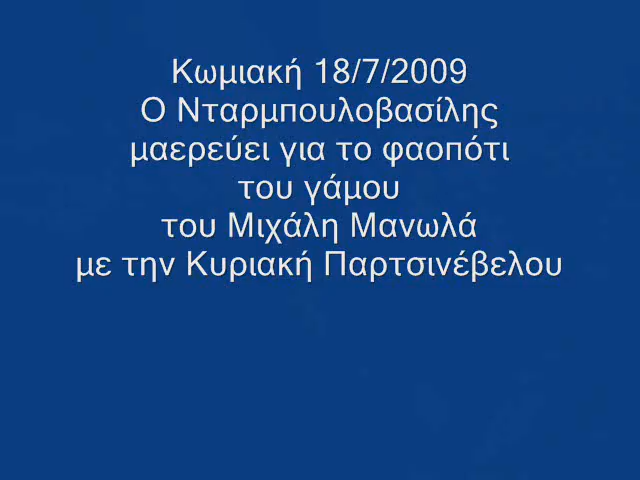 Κωμιακή 18/7/2009
Ο Νταρμπουλοβασίλης
μαερεύει για το φαοπότι
του γάμου
του Μιχάλη Μανωλά
με την Κυριακή Παρτσινέβελου